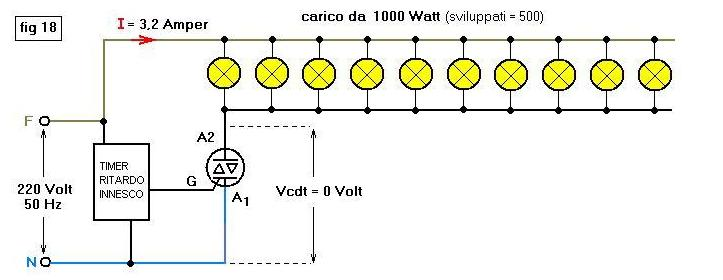 fig 18
I = 3,2 Amper
carico da 1000 Watt (sviluppati = 500)
F
A2
TIMER
RITARDO
INNESCO
G
A1
220 Volt
50 Hz
Vcdt = 0 Volt
N